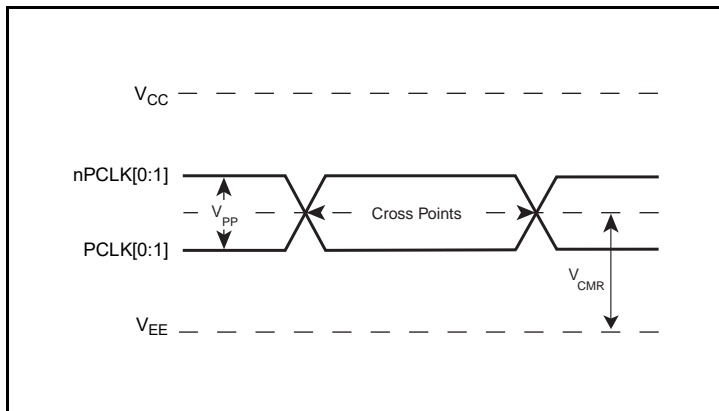 VCC
nPCLK[0:1]
VPP
Cross Points
PCLK[0:1]
VCMR
VEE